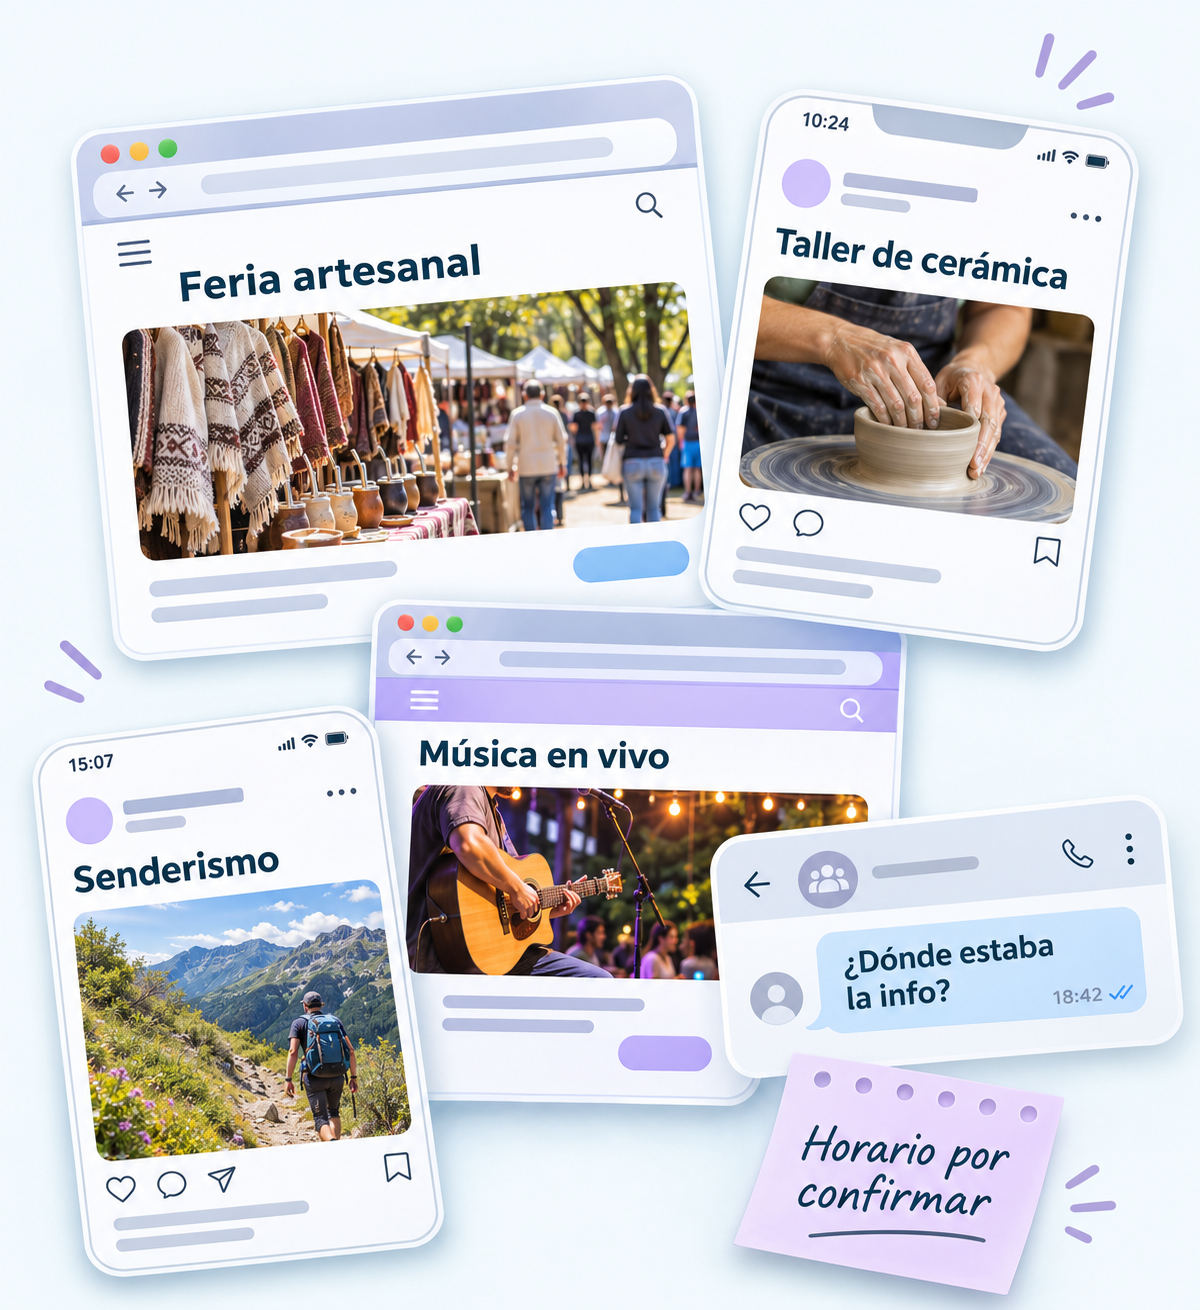 Feria artesanal
10:24
Taller de cerámica
Música en vivo
15:07
Senderismo
¿Dónde estaba
la info?
18:42
Horario por
confirmar